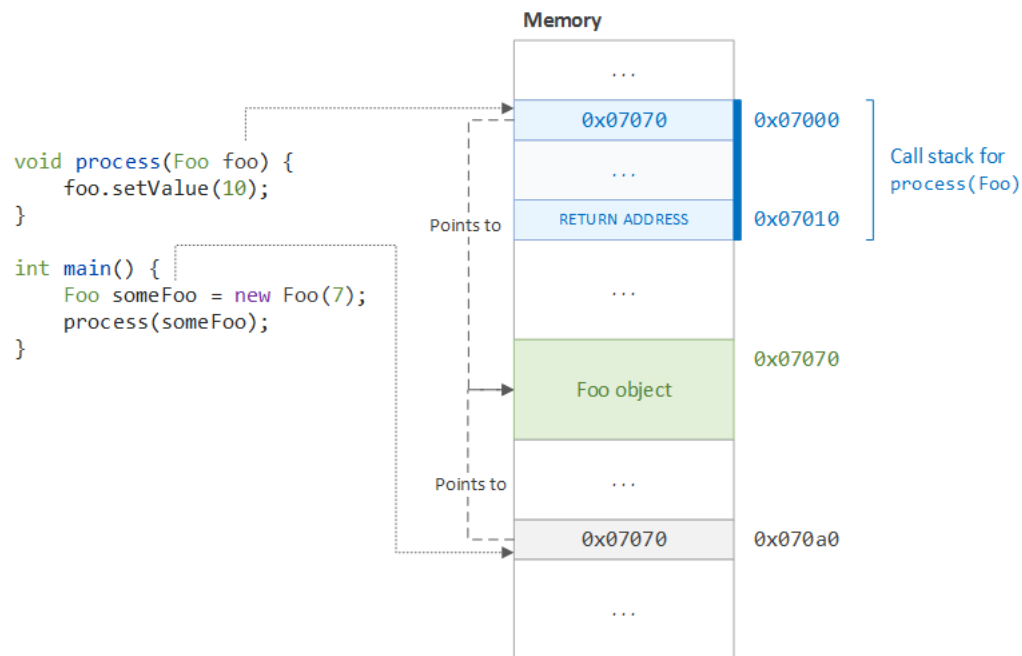 Memory
...
0x07070 0x07000
void process(Foo foo) {
    foo.setValue(10);
}
...
Call stack for
process(Foo)
Points to
RETURN ADDRESS 0x07010
int main() {
    Foo someFoo = new Foo(7);
    process(someFoo);
}
...
0x07070
Foo object
Points to
...
0x07070 0x070a0
...